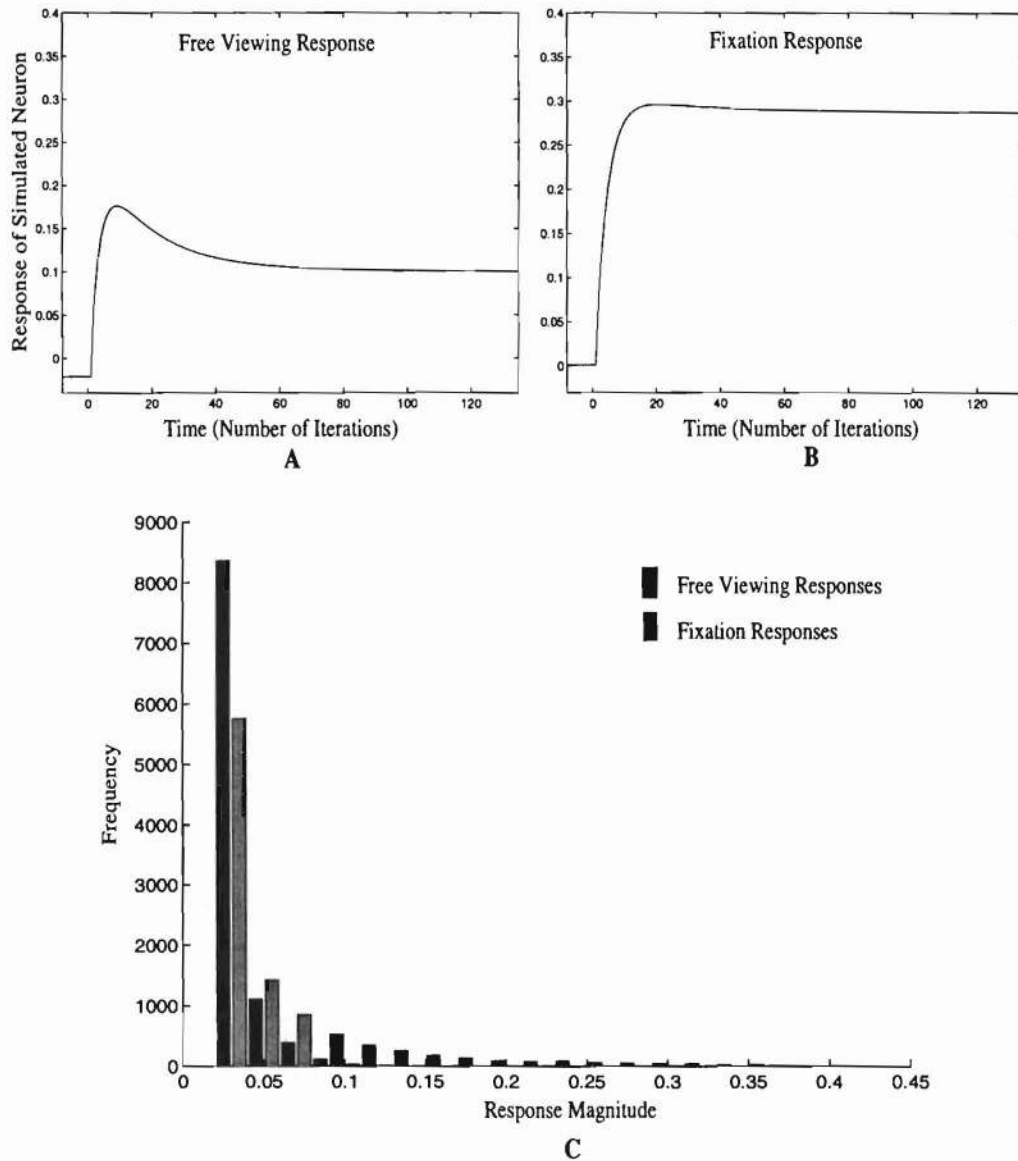 Free Viewing Response
0.4
0.35
0.3
0.25
0.2
0.15
0.1
0.05
0
Response of Simulated Neuron
0 20 40 60 80 100 120
Time (Number of Iterations)
A
Fixation Response
0.4
0.35
0.3
0.25
0.2
0.15
0.1
0.05
0
0 20 40 60 80 100 120
Time (Number of Iterations)
B
9000
8000
7000
6000
5000
4000
3000
2000
1000
0
Frequency
Free Viewing Responses
Fixation Responses
0 0.05 0.1 0.15 0.2 0.25 0.3 0.35 0.4 0.45
Response Magnitude
C